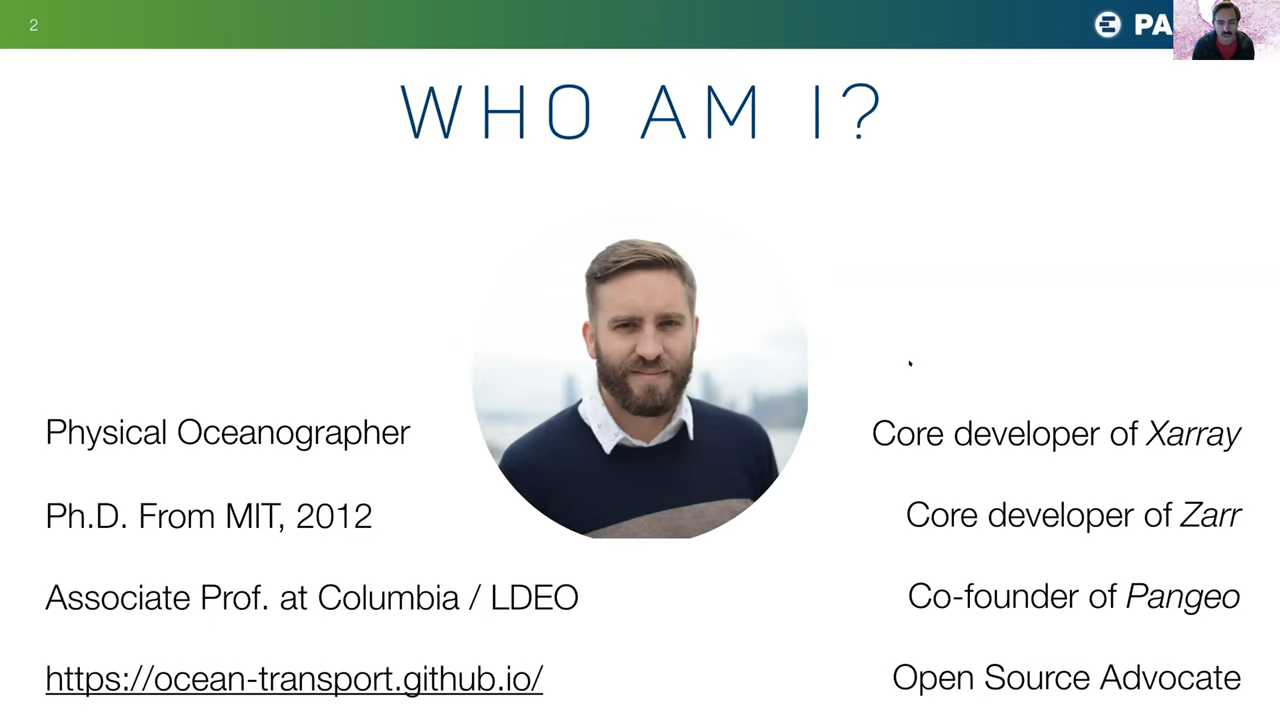 2
PA
WHO AM I?
Physical Oceanographer
Ph.D. From MIT, 2012
Associate Prof. at Columbia / LDEO
https://ocean-transport.github.io/
Core developer of Xarray
Core developer of Zarr
Co-founder of Pangeo
Open Source Advocate